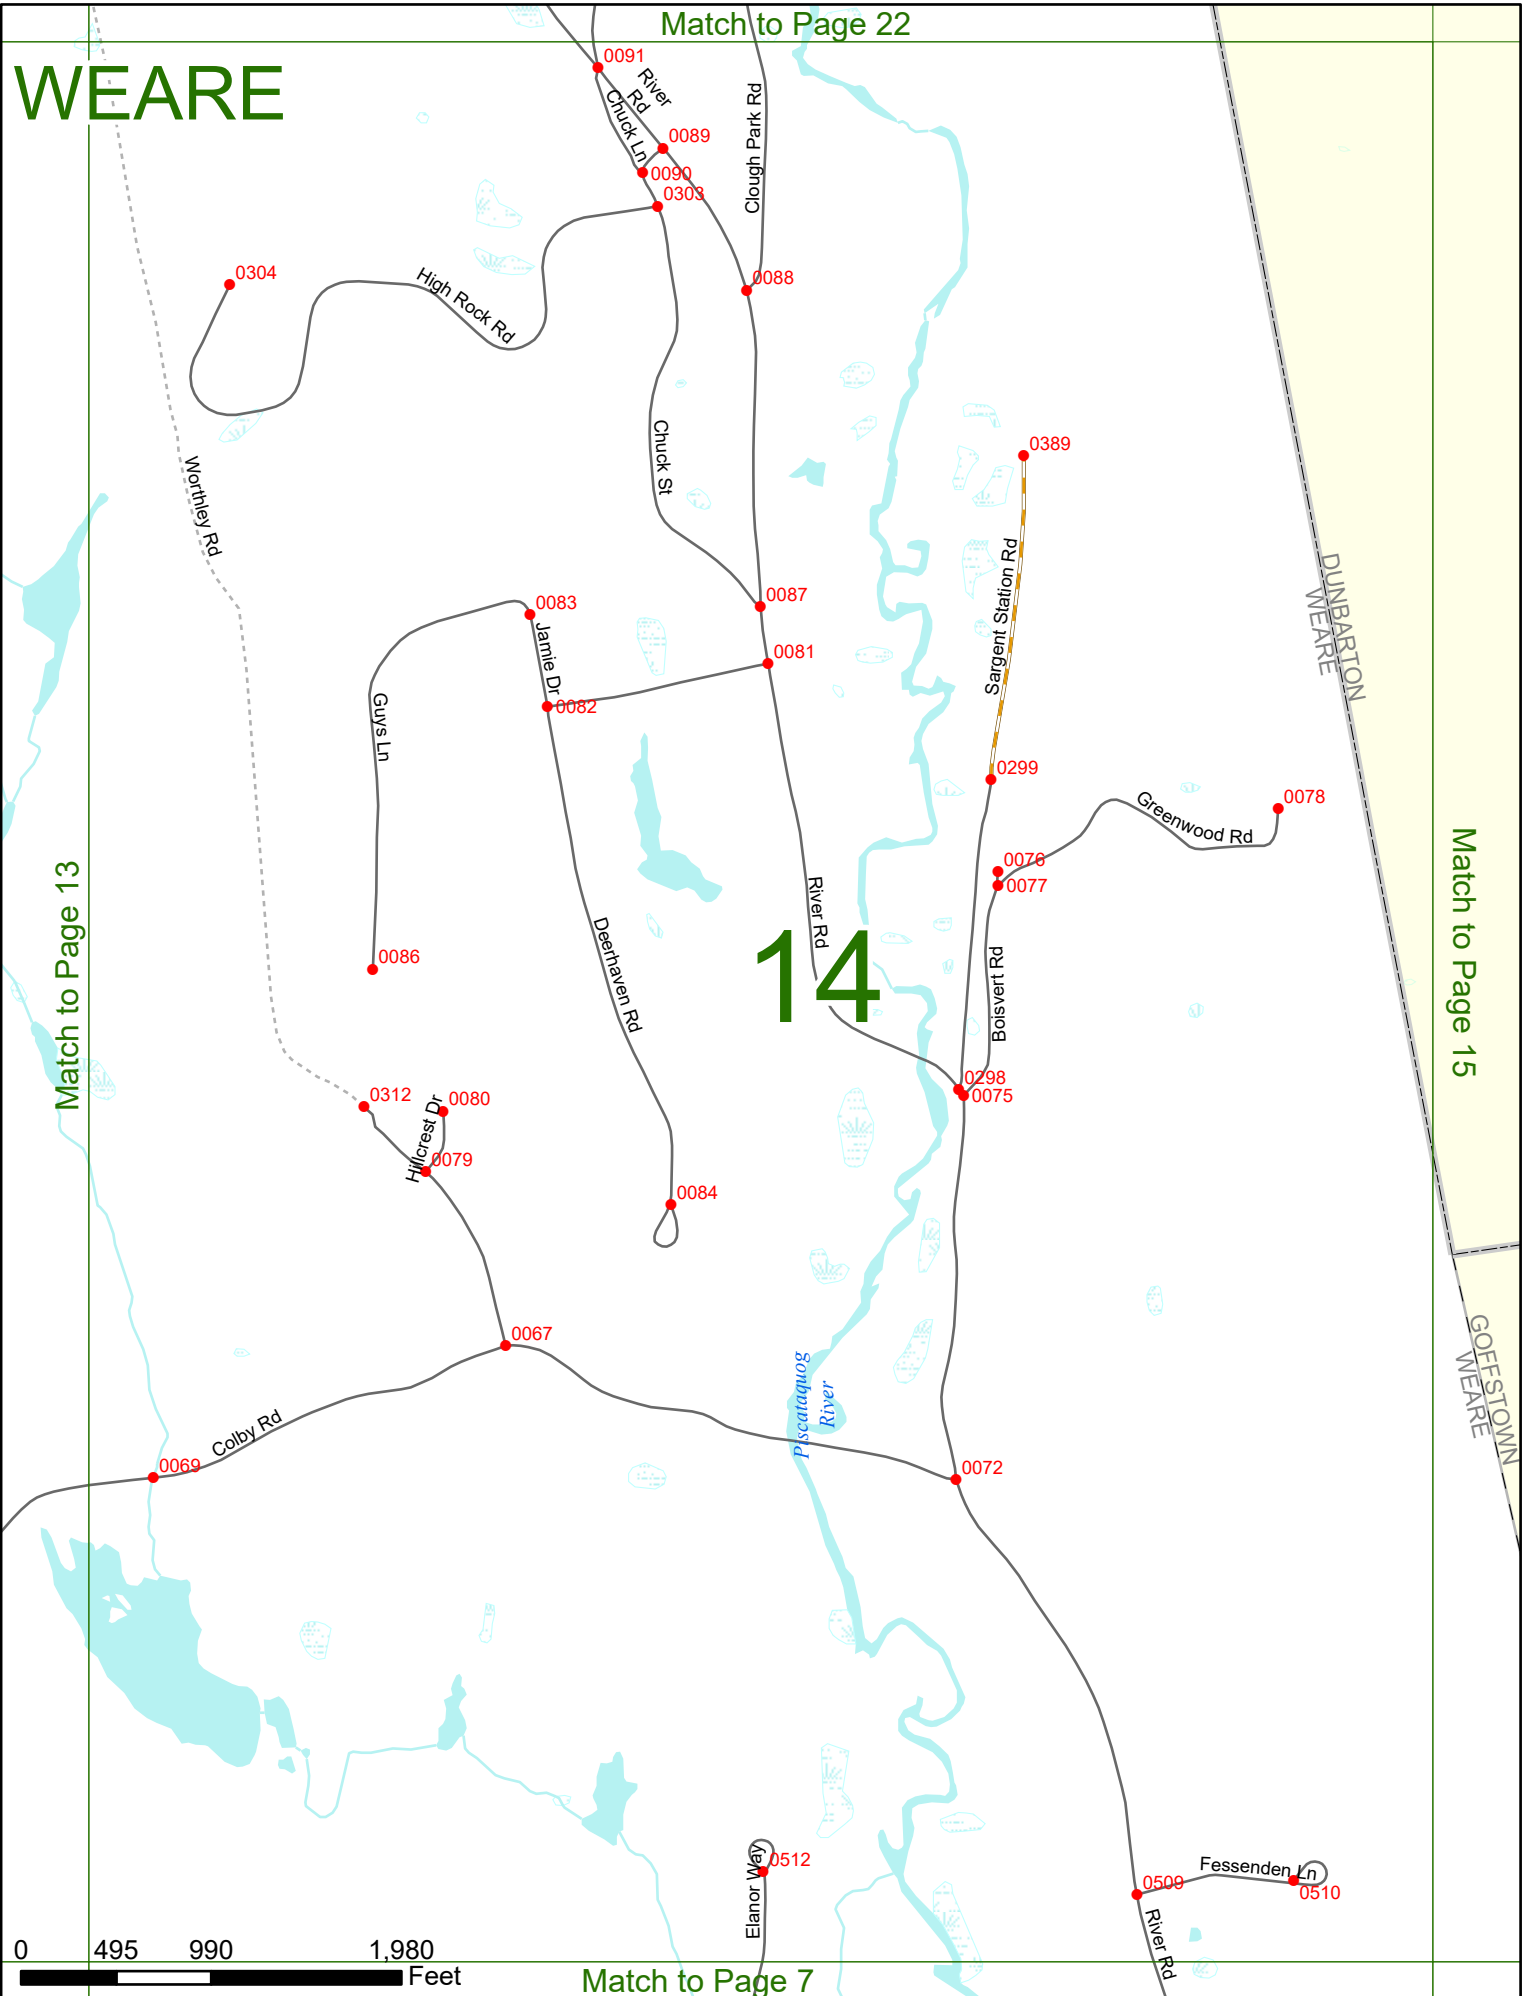 Match to Page 22
WEARE
0091
River
Rd
Chuck Ln
0089
Clough Park Rd
0090
0303
0304
High Rock Rd
0088
Chuck St
0389
Worthley Rd
Sargent Station Rd
DUNBARTON
WEARE
0087
0083
Jamie Dr
0081
0082
Guys Ln
0299
0078
Greenwood Rd
0076
0077
Match to Page 13
Match to Page 15
River Rd
14
Deerhaven Rd
Boisvert Rd
0086
0298
0075
0312
0080
Hillcrest Dr
0079
0084
0067
GOFFSTOWN
WEARE
Piscataquog
River
Colby Rd
0069
0072
Elanor Way
0512
Fessenden Ln
0509
0510
River Rd
0 495 990 1,980
Feet
Match to Page 7